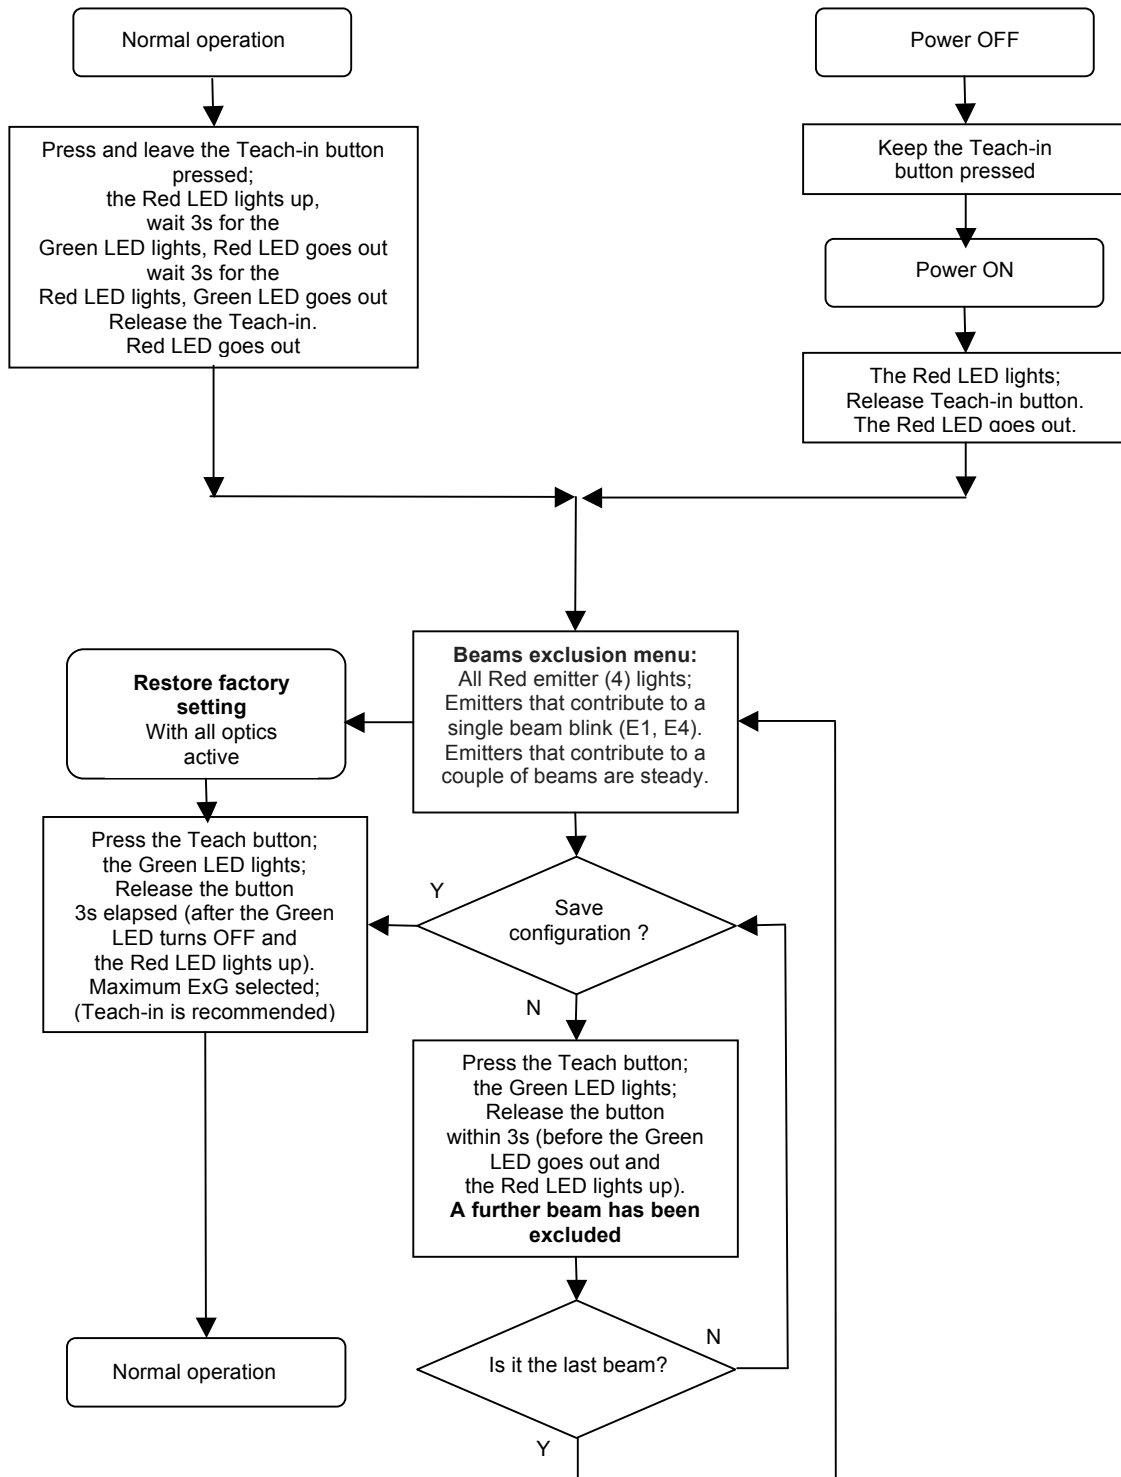 Normal operation
Power OFF
Press and leave the Teach-in button
pressed;
the Red LED lights up,
wait 3s for the
Green LED lights, Red LED goes out
wait 3s for the
Red LED lights, Green LED goes out
Release the Teach-in.
Red LED goes out
Keep the Teach-in
button pressed
Power ON
The Red LED lights;
Release Teach-in button.
The Red LED goes out.
Beams exclusion menu:
All Red emitter (4) lights;
Emitters that contribute to a
single beam blink (E1, E4).
Emitters that contribute to a
couple of beams are steady.
Restore factory
setting
With all optics
active
Press the Teach button;
the Green LED lights;
Release the button
3s elapsed (after the Green
LED turns OFF and
the Red LED lights up).
Maximum ExG selected;
(Teach-in is recommended)
Y
Save
configuration ?
N
Press the Teach button;
the Green LED lights;
Release the button
within 3s (before the Green
LED goes out and
the Red LED lights up).
A further beam has been
excluded
N
Is it the last beam?
Y
Normal operation